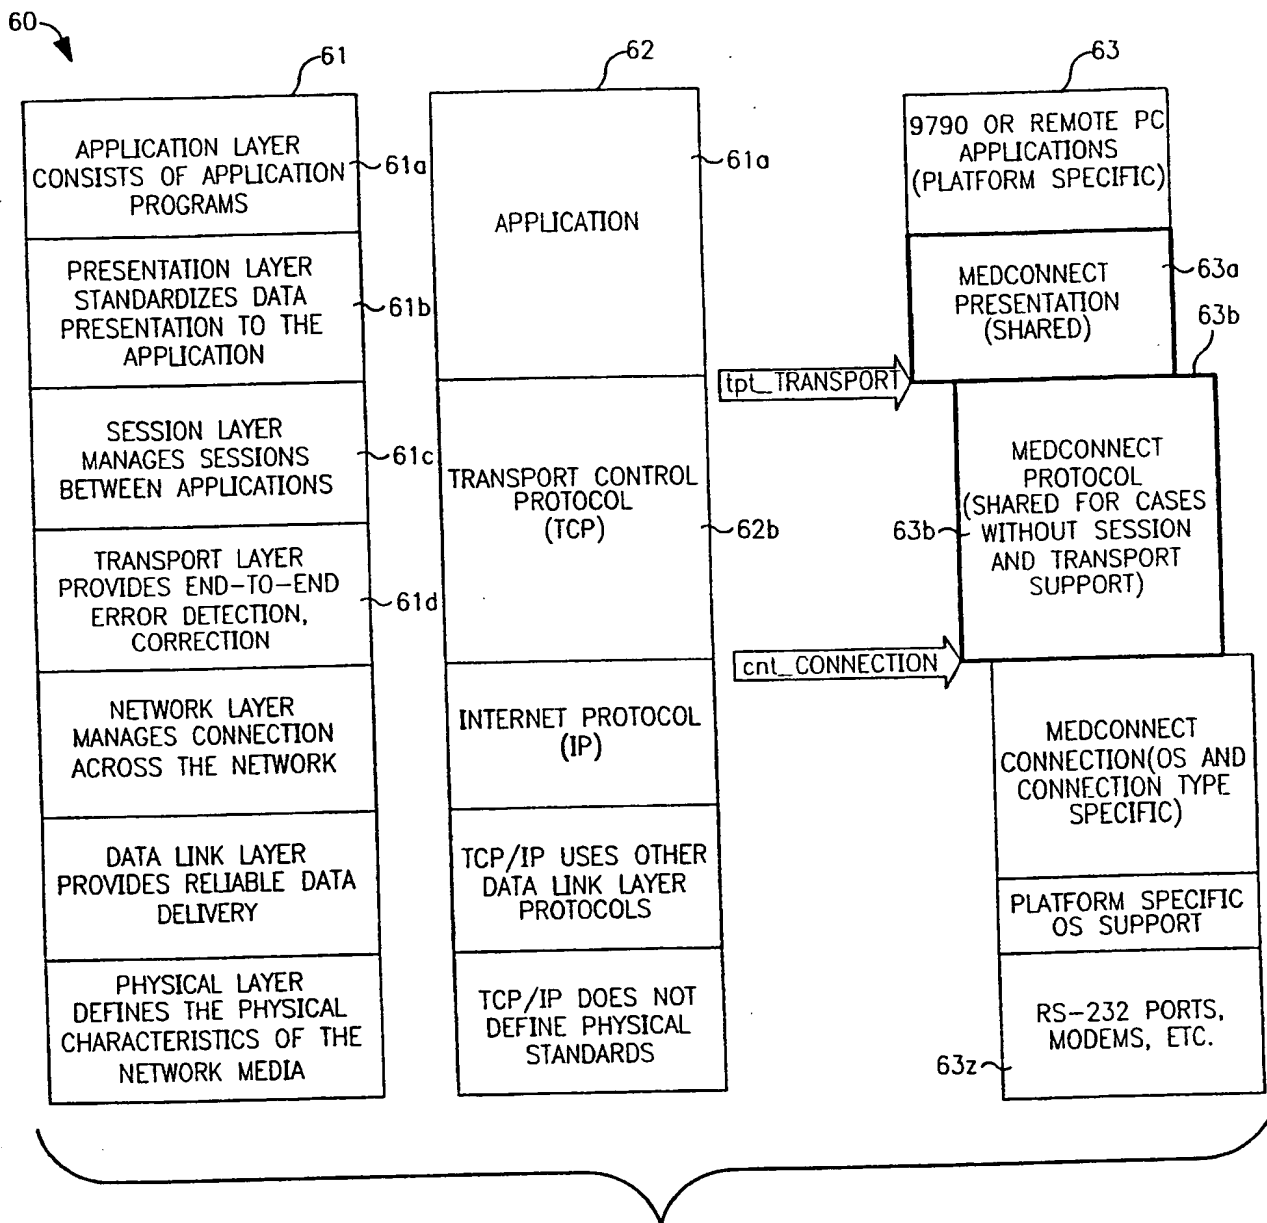 60
61
APPLICATION LAYER
CONSISTS OF APPLICATION
PROGRAMS
61a
PRESENTATION LAYER
STANDARDIZES DATA
PRESENTATION TO THE
APPLICATION
61b
SESSION LAYER
MANAGES SESSIONS
BETWEEN APPLICATIONS
61c
TRANSPORT LAYER
PROVIDES END-TO-END
ERROR DETECTION,
CORRECTION
61d
NETWORK LAYER
MANAGES CONNECTION
ACROSS THE NETWORK
DATA LINK LAYER
PROVIDES RELIABLE DATA
DELIVERY
PHYSICAL LAYER
DEFINES THE PHYSICAL
CHARACTERISTICS OF THE
NETWORK MEDIA
62
61a
APPLICATION
TRANSPORT CONTROL
PROTOCOL
(TCP)
62b
INTERNET PROTOCOL
(IP)
TCP/IP USES OTHER
DATA LINK LAYER
PROTOCOLS
TCP/IP DOES NOT
DEFINE PHYSICAL
STANDARDS
tpt_TRANSPORT
cnt_CONNECTION
63
9790 OR REMOTE PC
APPLICATIONS
(PLATFORM SPECIFIC)
MEDCONNECT
PRESENTATION
(SHARED)
63a
63b
MEDCONNECT
PROTOCOL
(SHARED FOR CASES
WITHOUT SESSION
AND TRANSPORT
SUPPORT)
63b
MEDCONNECT
CONNECTION(OS AND
CONNECTION TYPE
SPECIFIC)
PLATFORM SPECIFIC
OS SUPPORT
RS-232 PORTS,
MODEMS, ETC.
63z